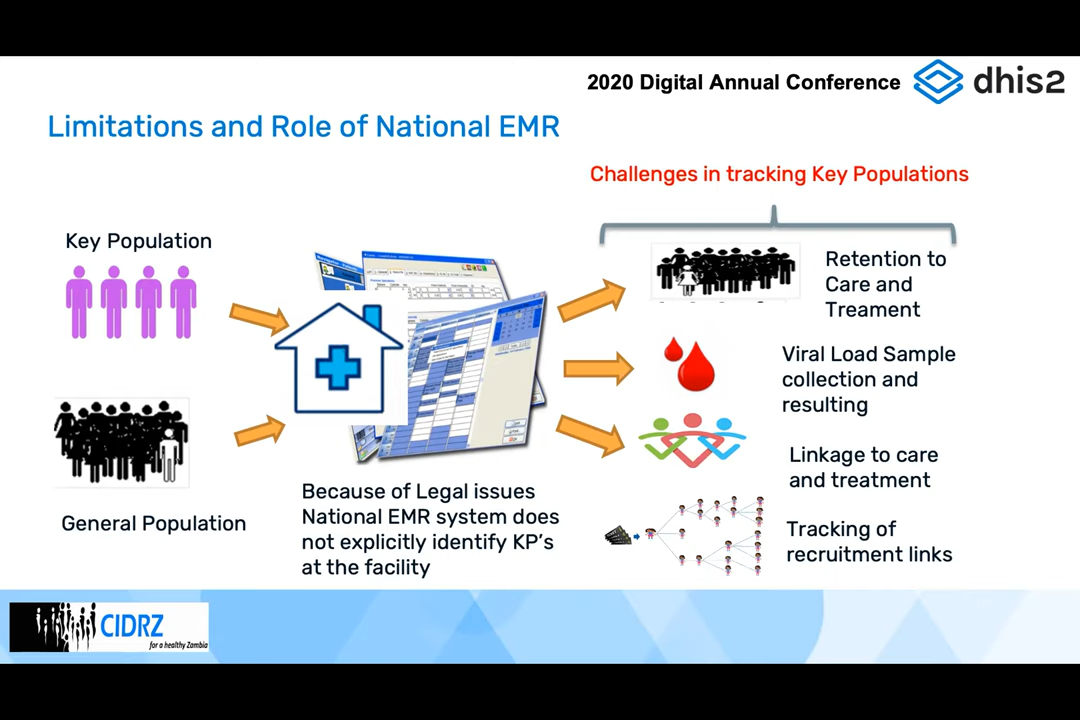 2020 Digital Annual Conference
dhis2
Limitations and Role of National EMR
Challenges in tracking Key Populations
Key Population
General Population
Because of Legal issues
National EMR system does
not explicitly identify KP's
at the facility
Retention to
Care and
Treament
Viral Load Sample
collection and
resulting
Linkage to care
and treatment
Tracking of
recruitment links
CIDRZ
for a healthy Zambia